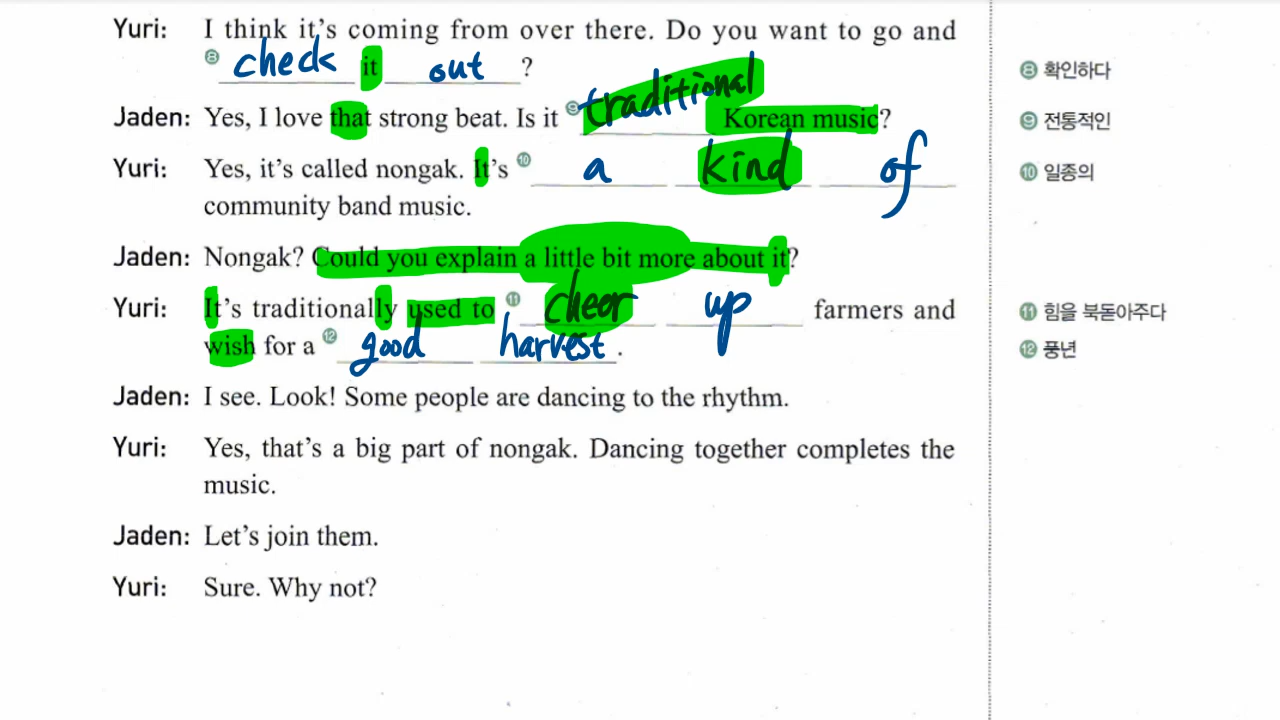 Yuri: I think it's coming from over there. Do you want to go and
⑧ check it out ? ⑧ 확인하다
Jaden: Yes, I love that strong beat. Is it ⑨ traditional Korean music? ⑨ 전통적인
Yuri: Yes, it's called nongak. It's ⑩ a kind of ⑩ 일종의
community band music.
Jaden: Nongak? Could you explain a little bit more about it?
Yuri: It's traditionally used to ⑪ cheer up farmers and ⑪ 힘을 북돋아주다
wish for a ⑫ good harvest . ⑫ 풍년
Jaden: I see. Look! Some people are dancing to the rhythm.
Yuri: Yes, that's a big part of nongak. Dancing together completes the
music.
Jaden: Let's join them.
Yuri: Sure. Why not?